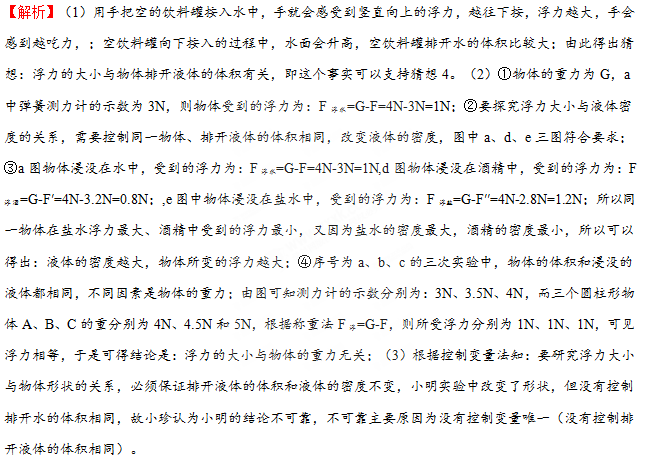 【解析】（1）用手把空的饮料罐按入水中，手就会感受到竖直向上的浮力，越往下按，浮力越大，手会
感到越吃力，；空饮料罐向下按入的过程中，水面会升高，空饮料罐排开水的体积比较大；由此得出猜
想：浮力的大小与物体排开液体的体积有关，即这个事实可以支持猜想4。（2）①物体的重力为G，a
中弹簧测力计的示数为3N，则物体受到的浮力为：F浮水=G-F=4N-3N=1N；②要探究浮力大小与液体密
度的关系，需要控制同一物体、排开液体的体积相同，改变液体的密度，图中a、d、e三图符合要求；
③a图物体浸没在水中，受到的浮力为：F浮水=G-F=4N-3N=1N,d图物体浸没在酒精中，受到的浮力为：F
浮酒=G-F′=4N-3.2N=0.8N；,e图中物体浸没在盐水中，受到的浮力为：F浮盐=G-F″=4N-2.8N=1.2N；所以同
一物体在盐水浮力最大、酒精中受到的浮力最小，又因为盐水的密度最大，酒精的密度最小，所以可以
得出：液体的密度越大，物体所变的浮力越大；④序号为a、b、c的三次实验中，物体的体积和浸没的
液体都相同，不同因素是物体的重力；由图可知测力计的示数分别为：3N、3.5N、4N，而三个圆柱形物
体A、B、C的重分别为4N、4.5N和5N，根据称重法F浮=G-F，则所受浮力分别为1N、1N、1N，可见
浮力相等，于是可得结论是：浮力的大小与物体的重力无关；（3）根据控制变量法知：要研究浮力大小
与物体形状的关系，必须保证排开液体的体积和液体的密度不变，小明实验中改变了形状，但没有控制
排开水的体积相同，故小珍认为小明的结论不可靠，不可靠主要原因为没有控制变量唯一（没有控制排
开液体的体积相同）。